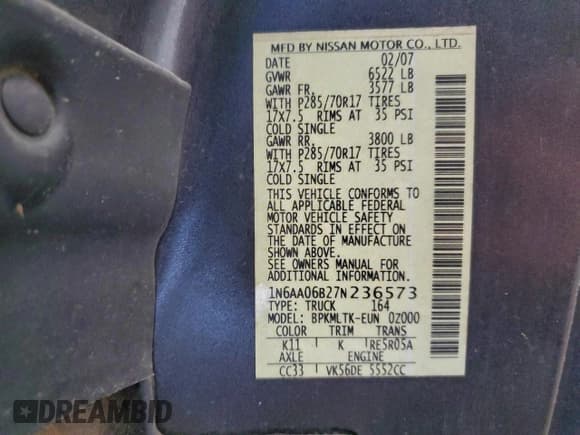 MFD BY NISSAN MOTOR CO., LTD.
DATE 02/07
GVWR 6522 LB
GAWR FR. 3577 LB
WITH P285/70R17 TIRES
17X7.5 RIMS AT 35 PSI
COLD SINGLE
GAWR RR. 3800 LB
WITH P285/70R17 TIRES
17X7.5 RIMS AT 35 PSI
COLD SINGLE
THIS VEHICLE CONFORMS TO
ALL APPLICABLE FEDERAL
MOTOR VEHICLE SAFETY
STANDARDS IN EFFECT ON
THE DATE OF MANUFACTURE
SHOWN ABOVE.
SEE OWNERS MANUAL FOR
ADDITIONAL INFORMATION.
1N6AA06B27N236573
TYPE: TRUCK 164
MODEL: BPKMLTK-EUN 0Z000
COLOR TRIM TRANS
K11 K RE5R05A
AXLE ENGINE
CC33 VK56DE 5552CC
DREAMBID